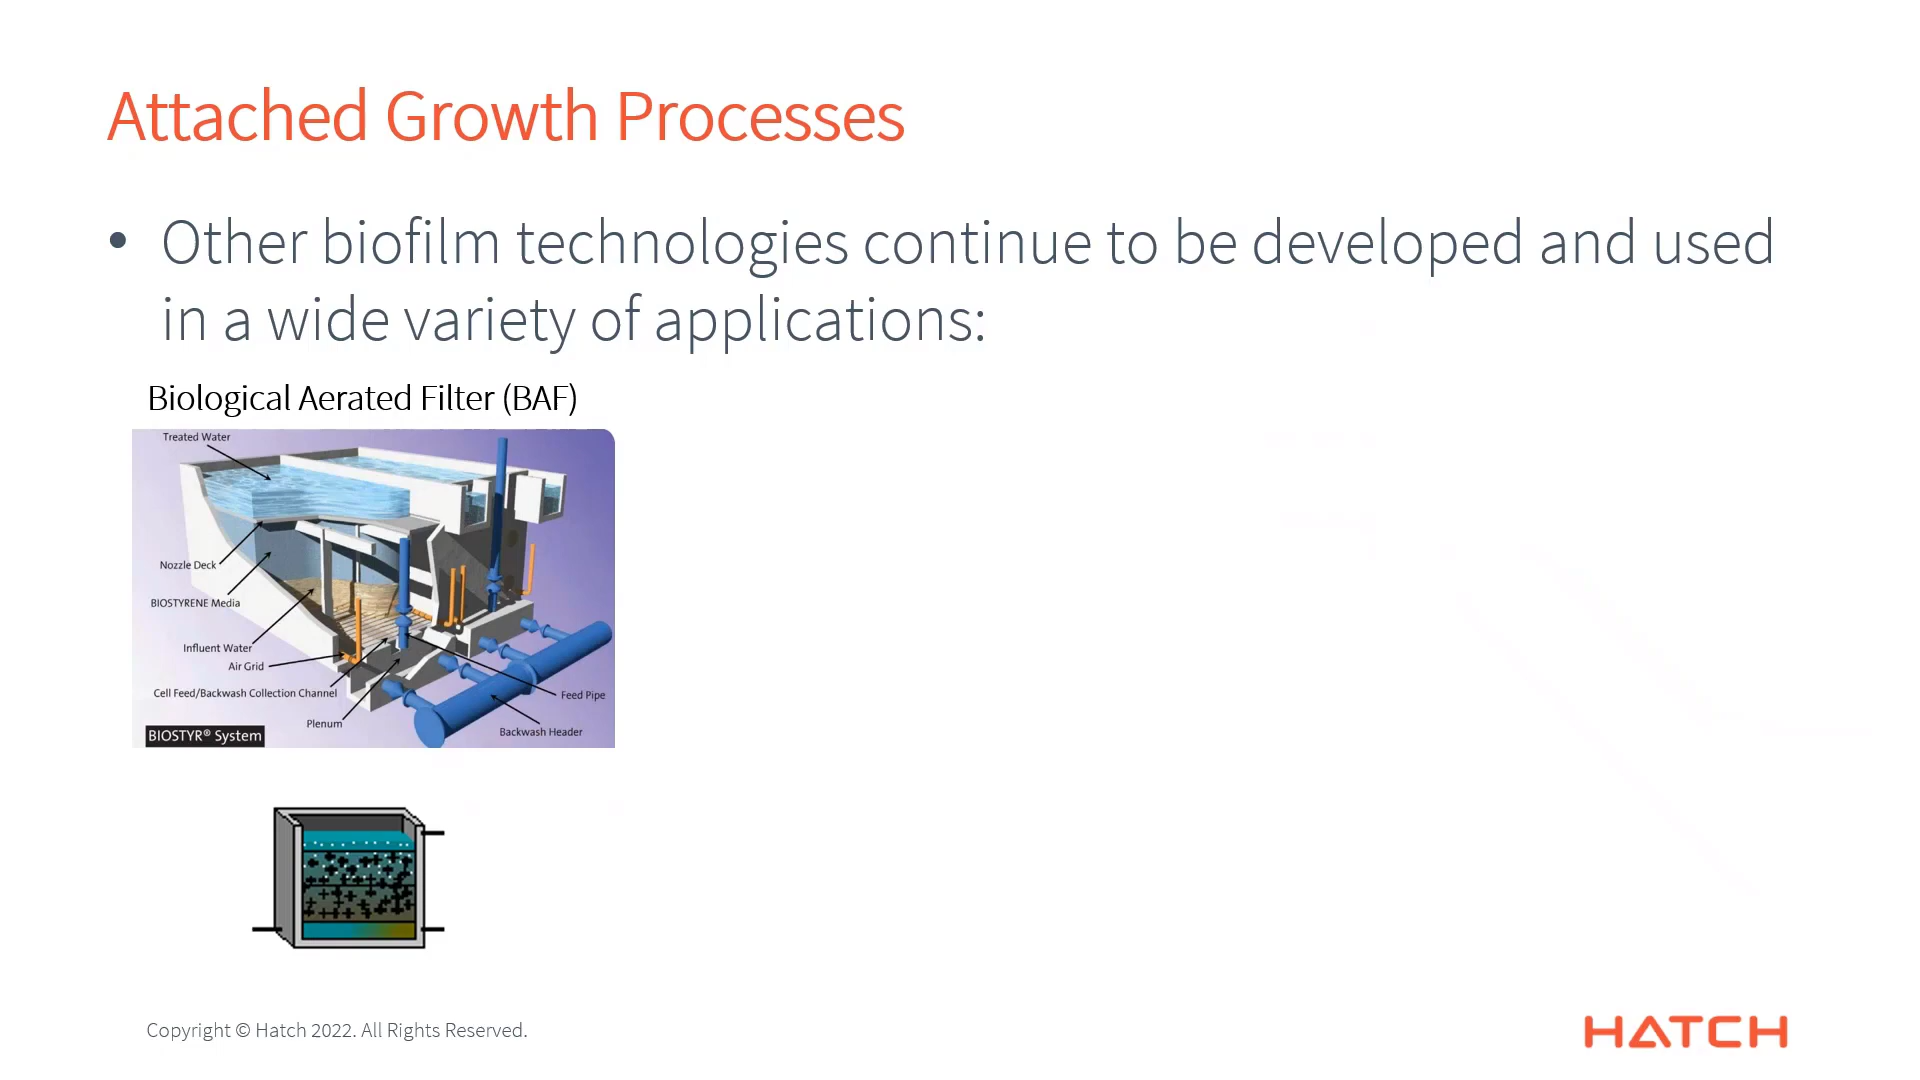 Attached Growth Processes
• Other biofilm technologies continue to be developed and used
in a wide variety of applications:
Biological Aerated Filter (BAF)
Treated Water
Nozzle Deck
BIOSTYRENE Media
Influent Water
Air Grid
Cell Feed/Backwash Collection Channel
Feed Pipe
Plenum
Backwash Header
BIOSTYR® System
Copyright © Hatch 2022. All Rights Reserved.
HATCH